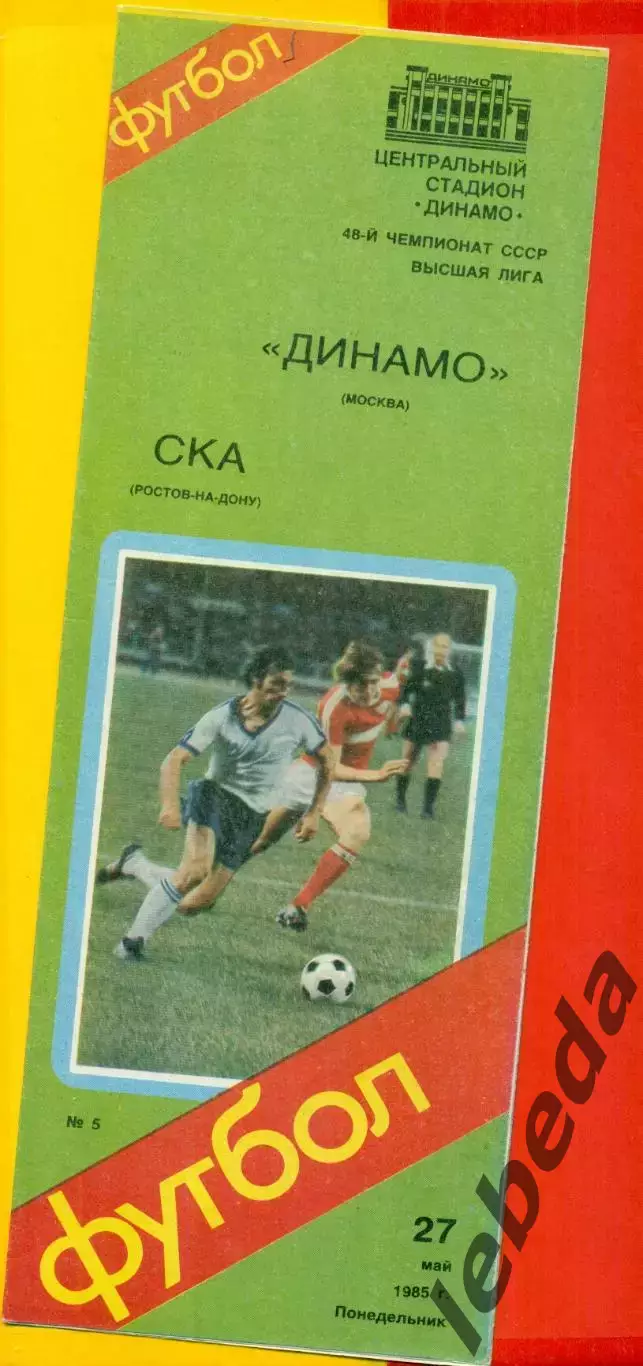 футбол
ДИНАМО
ЦЕНТРАЛЬНЫЙ
СТАДИОН
·ДИНАМО·
48-Й ЧЕМПИОНАТ СССР
ВЫСШАЯ ЛИГА
«ДИНАМО»
(МОСКВА)
СКА
(РОСТОВ-НА-ДОНУ)
№ 5
футбол
27
май
1985 г.
Понедельник
lebeda